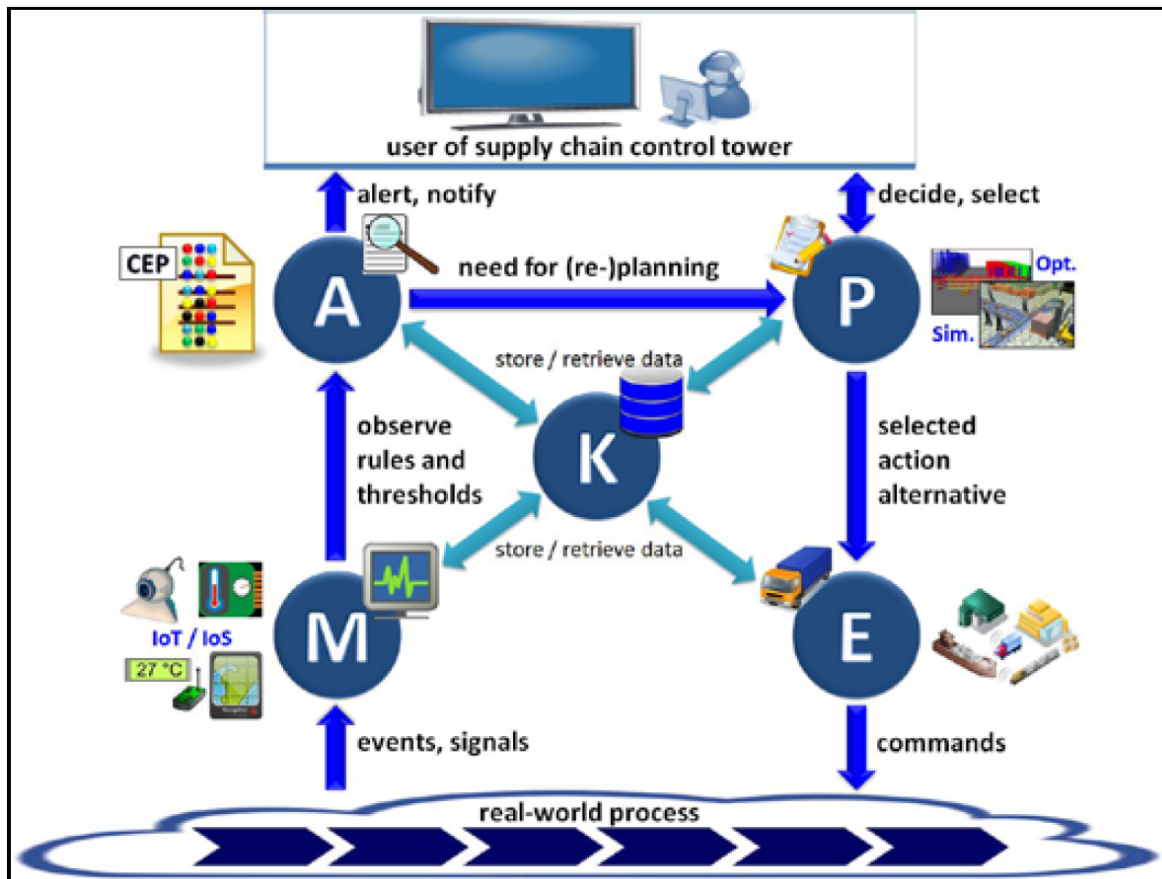 user of supply chain control tower
alert, notify
decide, select
CEP
A
need for (re-)planning
P
Opt.
Sim.
store / retrieve data
observe
rules and
thresholds
K
selected
action
alternative
store / retrieve data
IoT / IoS
27 °C
M
E
events, signals
commands
real-world process